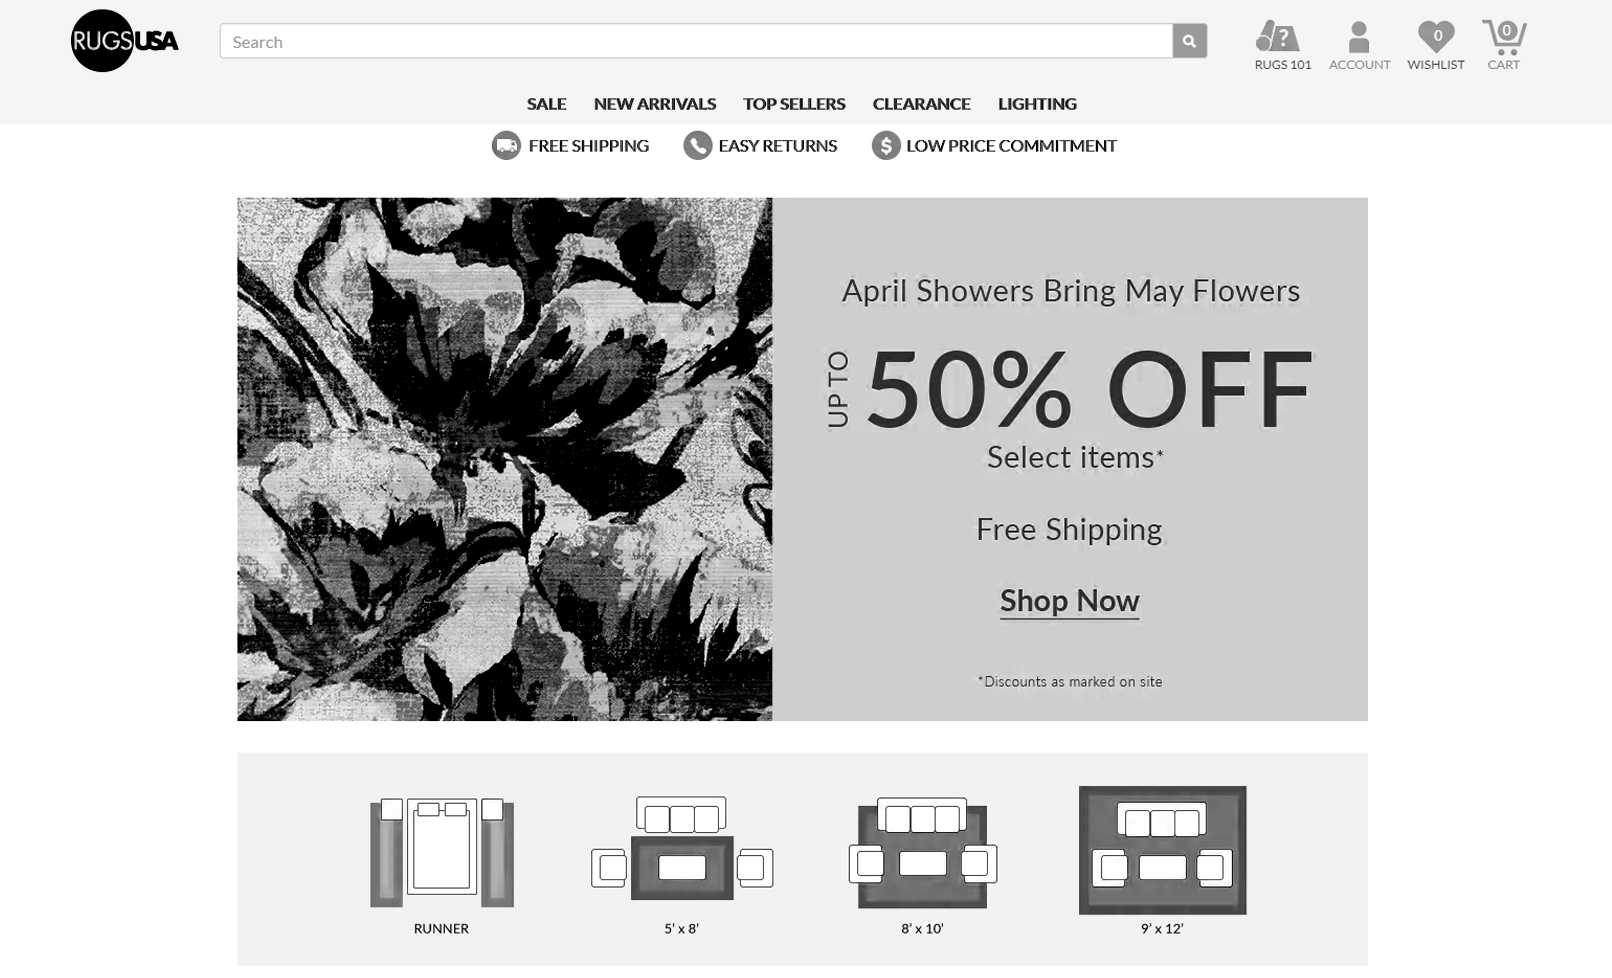 RUGSUSA
Search
?
RUGS 101
ACCOUNT
0
WISHLIST
0
CART
SALE NEW ARRIVALS TOP SELLERS CLEARANCE LIGHTING
FREE SHIPPING
EASY RETURNS
$ LOW PRICE COMMITMENT
April Showers Bring May Flowers
UP TO
50% OFF
Select items*
Free Shipping
Shop Now
*Discounts as marked on site
RUNNER
5' x 8'
8' x 10'
9' x 12'